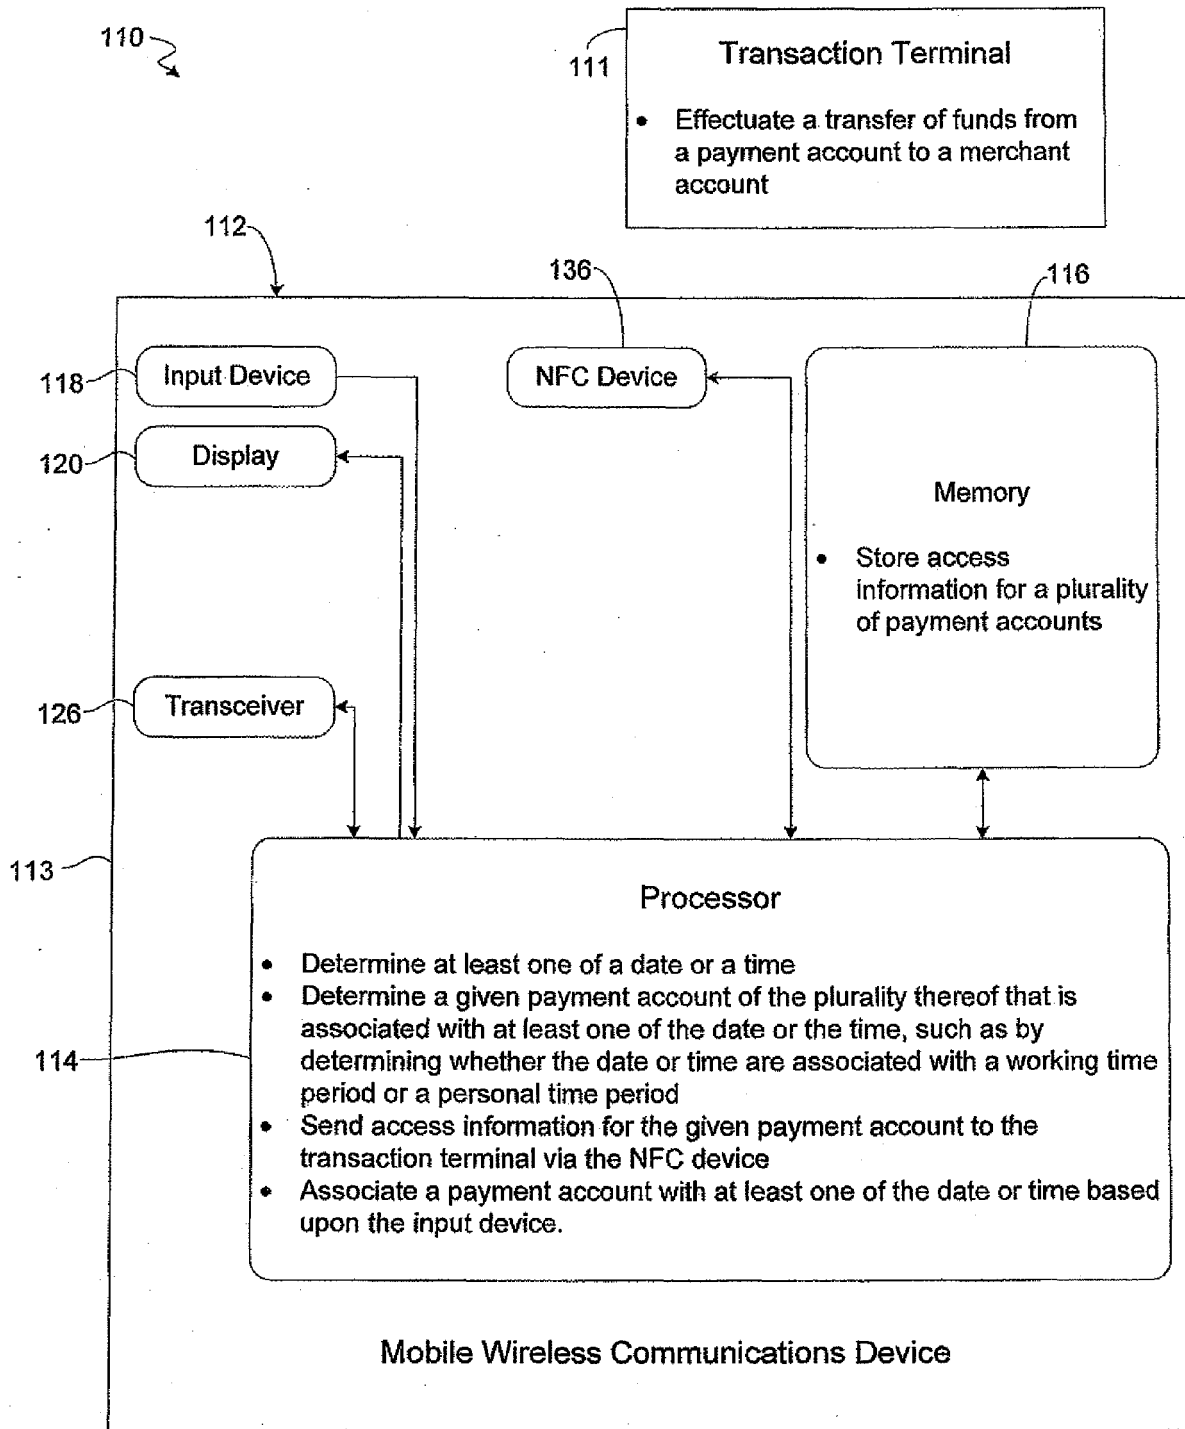 110
111
Transaction Terminal
• Effectuate a transfer of funds from
a payment account to a merchant
account
112
136
116
118
Input Device
NFC Device
120
Display
Memory
• Store access
information for a plurality
of payment accounts
126
Transceiver
113
Processor
• Determine at least one of a date or a time
• Determine a given payment account of the plurality thereof that is
associated with at least one of the date or the time, such as by
determining whether the date or time are associated with a working time
period or a personal time period
114
• Send access information for the given payment account to the
transaction terminal via the NFC device
• Associate a payment account with at least one of the date or time based
upon the input device.
Mobile Wireless Communications Device